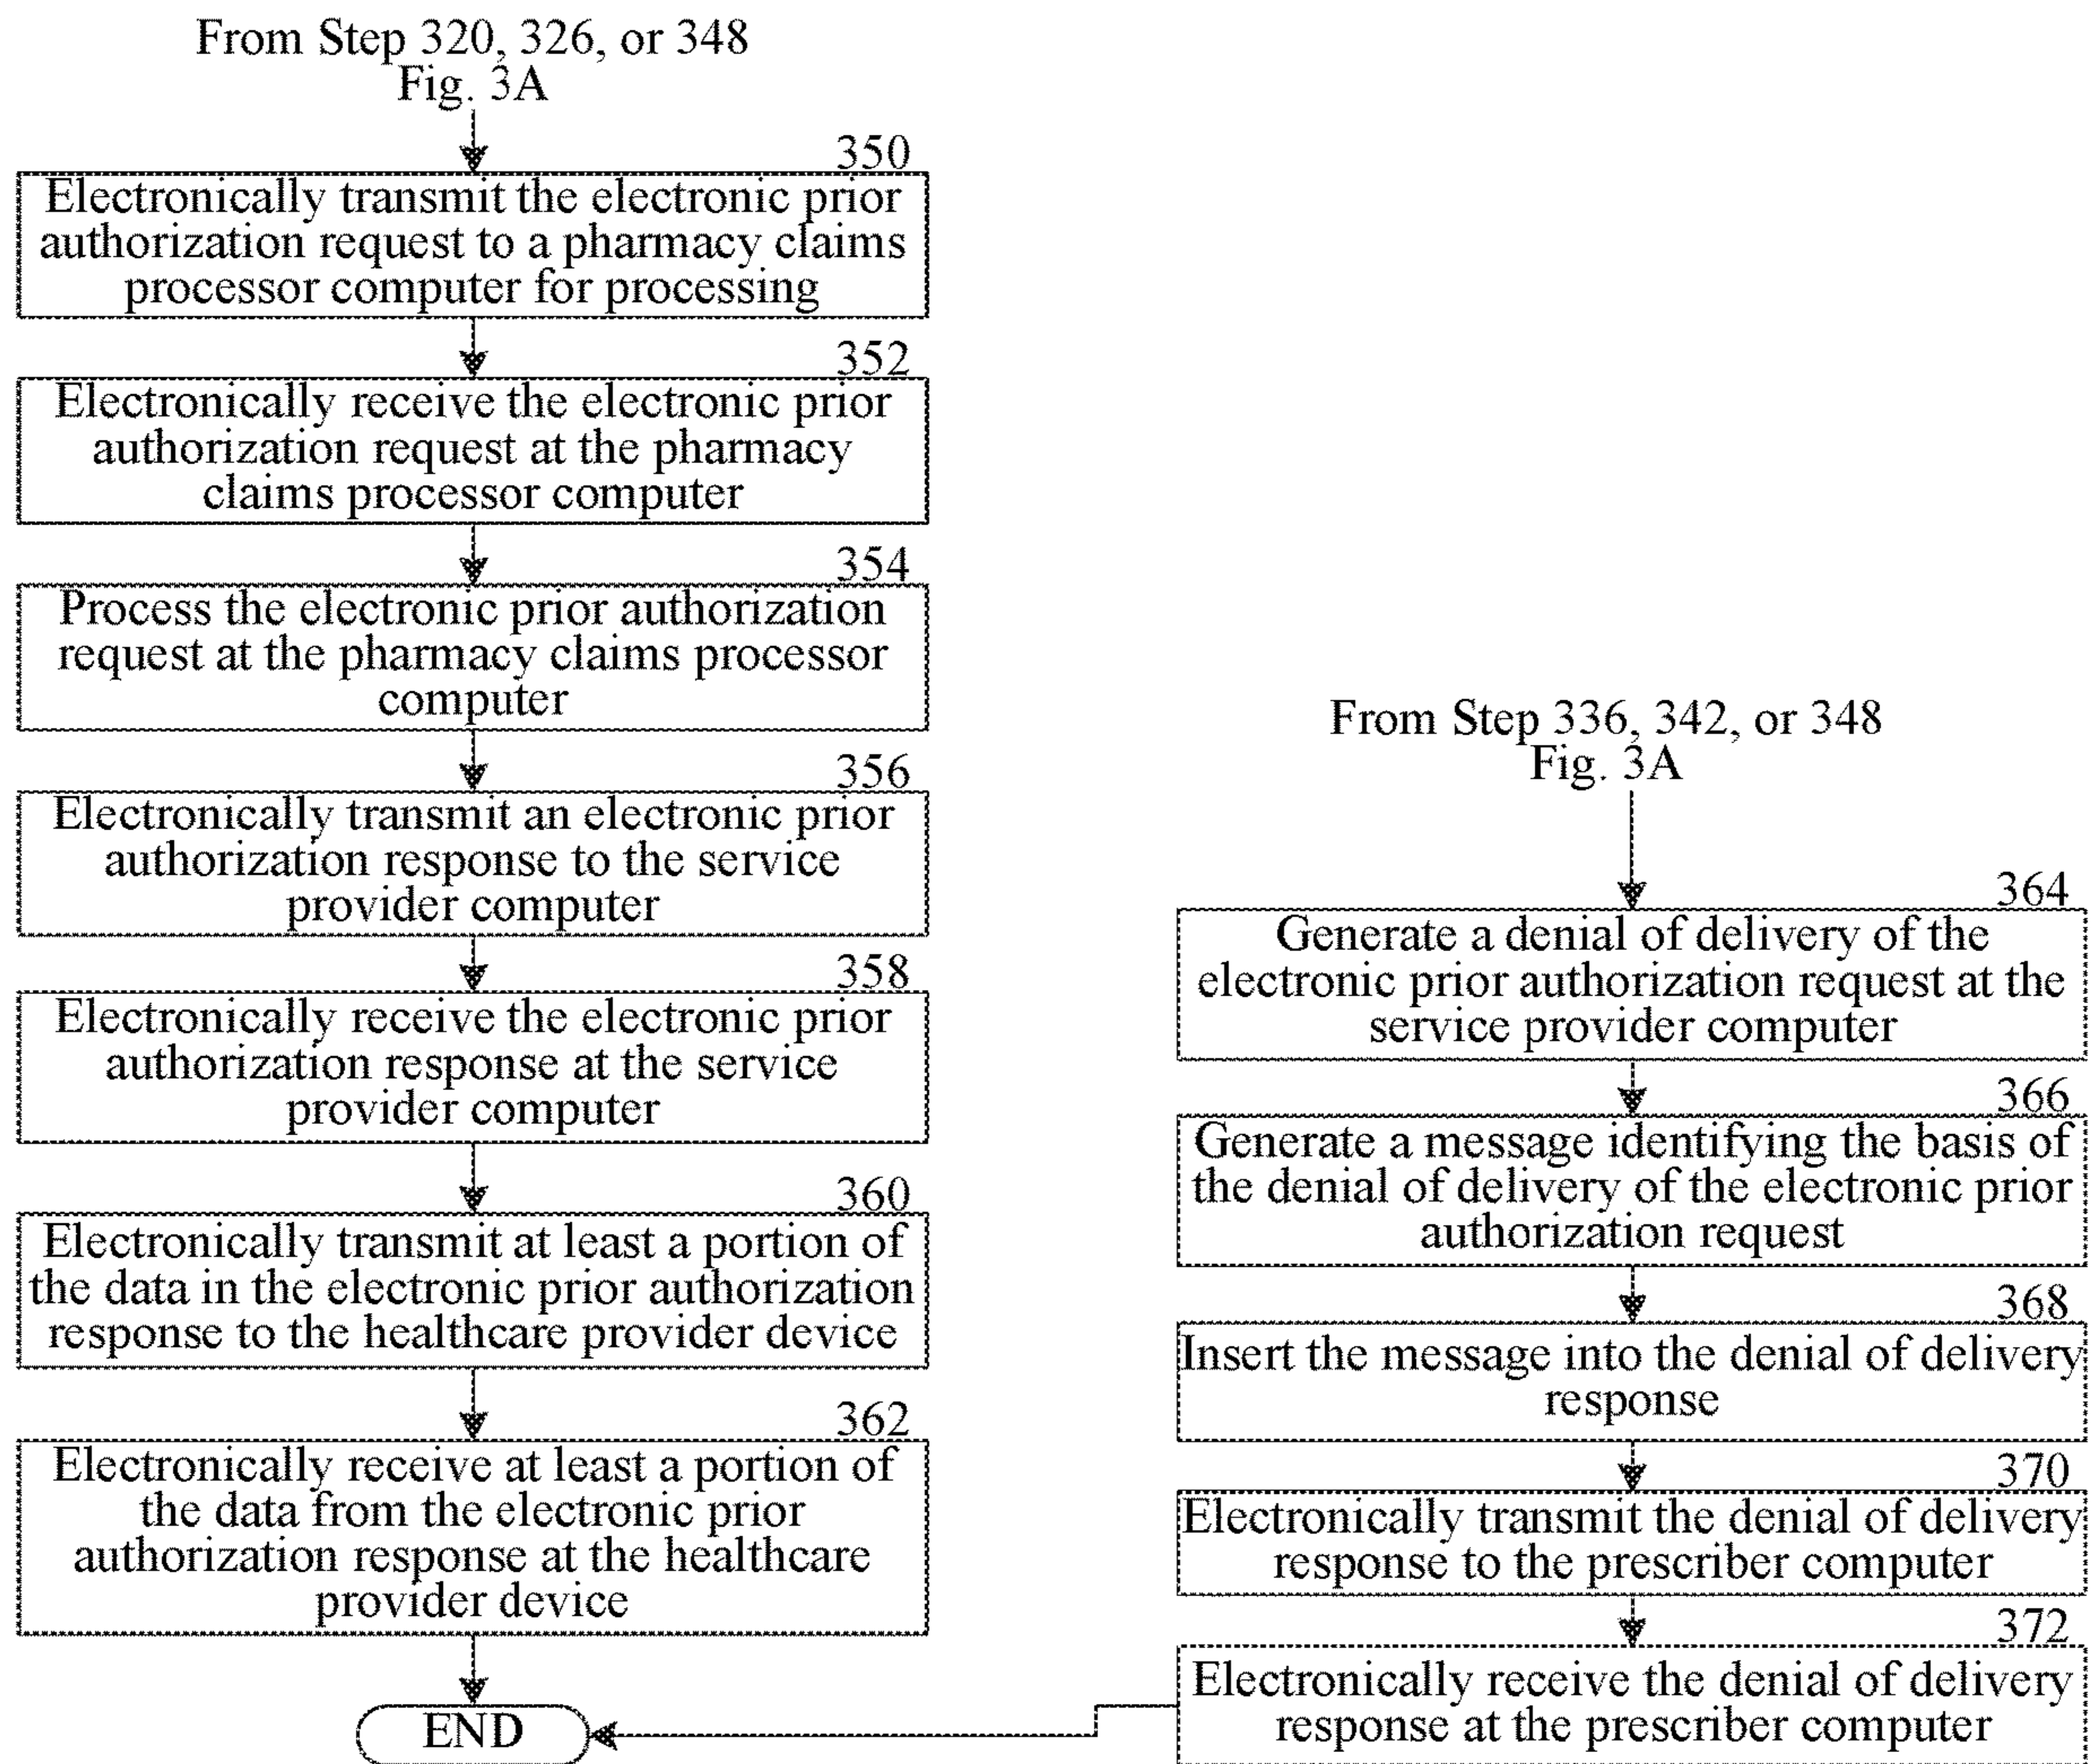 From Step 320, 326, or 348
Fig. 3A
350
Electronically transmit the electronic prior
authorization request to a pharmacy claims
processor computer for processing
352
Electronically receive the electronic prior
authorization request at the pharmacy
claims processor computer
354
Process the electronic prior authorization
request at the pharmacy claims processor
computer
356
Electronically transmit an electronic prior
authorization response to the service
provider computer
358
Electronically receive the electronic prior
authorization response at the service
provider computer
360
Electronically transmit at least a portion of
the data in the electronic prior authorization
response to the healthcare provider device
362
Electronically receive at least a portion of
the data from the electronic prior
authorization response at the healthcare
provider device
END
From Step 336, 342, or 348
Fig. 3A
364
Generate a denial of delivery of the
electronic prior authorization request at the
service provider computer
366
Generate a message identifying the basis of
the denial of delivery of the electronic prior
authorization request
368
Insert the message into the denial of delivery
response
370
Electronically transmit the denial of delivery
response to the prescriber computer
372
Electronically receive the denial of delivery
response at the prescriber computer